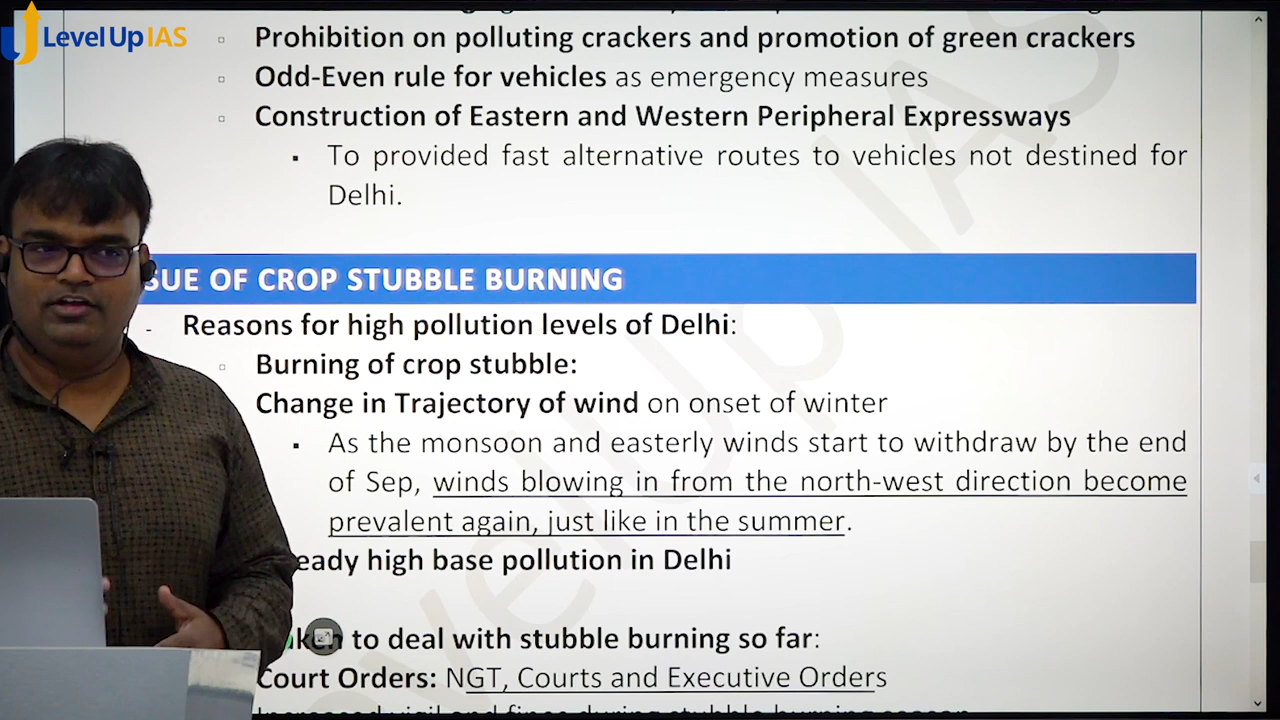 LevelUp IAS
Prohibition on polluting crackers and promotion of green crackers
Odd-Even rule for vehicles as emergency measures
Construction of Eastern and Western Peripheral Expressways
To provided fast alternative routes to vehicles not destined for
Delhi.
SUE OF CROP STUBBLE BURNING
- Reasons for high pollution levels of Delhi:
Burning of crop stubble:
Change in Trajectory of wind on onset of winter
As the monsoon and easterly winds start to withdraw by the end
of Sep, winds blowing in from the north-west direction become
prevalent again, just like in the summer.
eady high base pollution in Delhi
ken to deal with stubble burning so far:
Court Orders: NGT, Courts and Executive Orders